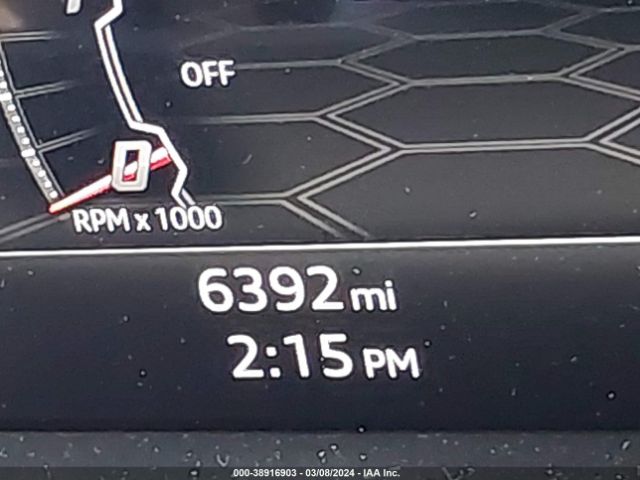 OFF
0
RPM x 1000
6392 mi
2:15 PM
000-38916903 - 03/08/2024 - IAA Inc.